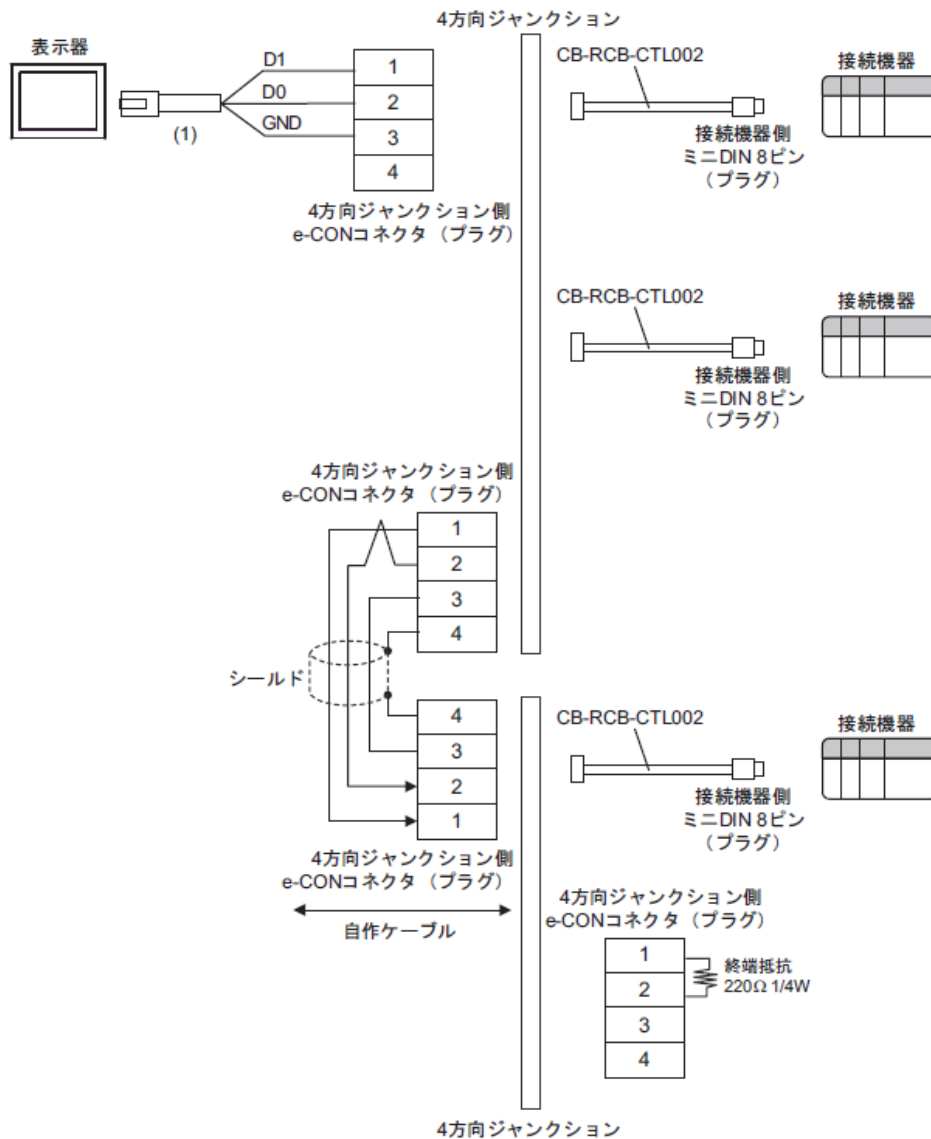 4方向ジャンクション
表示器
D1
D0
GND
(1)
1
2
3
4
4方向ジャンクション側
e-CONコネクタ（プラグ）
CB-RCB-CTL002
接続機器側
ミニDIN 8ピン
（プラグ）
接続機器
CB-RCB-CTL002
接続機器側
ミニDIN 8ピン
（プラグ）
接続機器
4方向ジャンクション側
e-CONコネクタ（プラグ）
1
2
3
4
シールド
4
3
2
1
4方向ジャンクション側
e-CONコネクタ（プラグ）
自作ケーブル
CB-RCB-CTL002
接続機器側
ミニDIN 8ピン
（プラグ）
接続機器
4方向ジャンクション側
e-CONコネクタ（プラグ）
1
2
3
4
終端抵抗
220Ω 1/4W
4方向ジャンクション